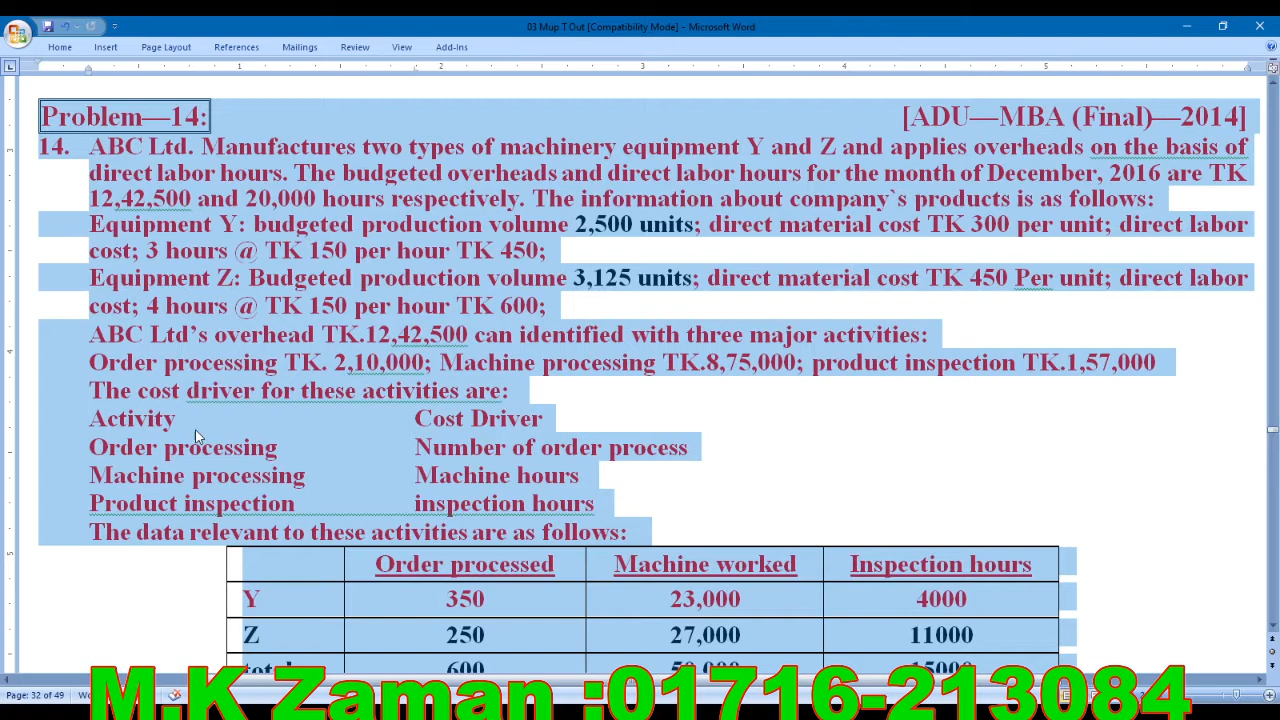 03 Mup T Out [Compatibility Mode] - Microsoft Word
Home Insert Page Layout References Mailings Review View Add-Ins
1 2 3 4 5
Problem—14: [ADU—MBA (Final)—2014]
14. ABC Ltd. Manufactures two types of machinery equipment Y and Z and applies overheads on the basis of
direct labor hours. The budgeted overheads and direct labor hours for the month of December, 2016 are TK
12,42,500 and 20,000 hours respectively. The information about company`s products is as follows:
Equipment Y: budgeted production volume 2,500 units; direct material cost TK 300 per unit; direct labor
cost; 3 hours @ TK 150 per hour TK 450;
Equipment Z: Budgeted production volume 3,125 units; direct material cost TK 450 Per unit; direct labor
cost; 4 hours @ TK 150 per hour TK 600;
ABC Ltd's overhead TK.12,42,500 can identified with three major activities:
Order processing TK. 2,10,000; Machine processing TK.8,75,000; product inspection TK.1,57,000
The cost driver for these activities are:
Activity Cost Driver
Order processing Number of order process
Machine processing Machine hours
Product inspection inspection hours
The data relevant to these activities are as follows:
Order processed Machine worked Inspection hours
Y 350 23,000 4000
Z 250 27,000 11000
total 600 50,000 15000
M.K Zaman :01716-213084
Page: 32 of 49